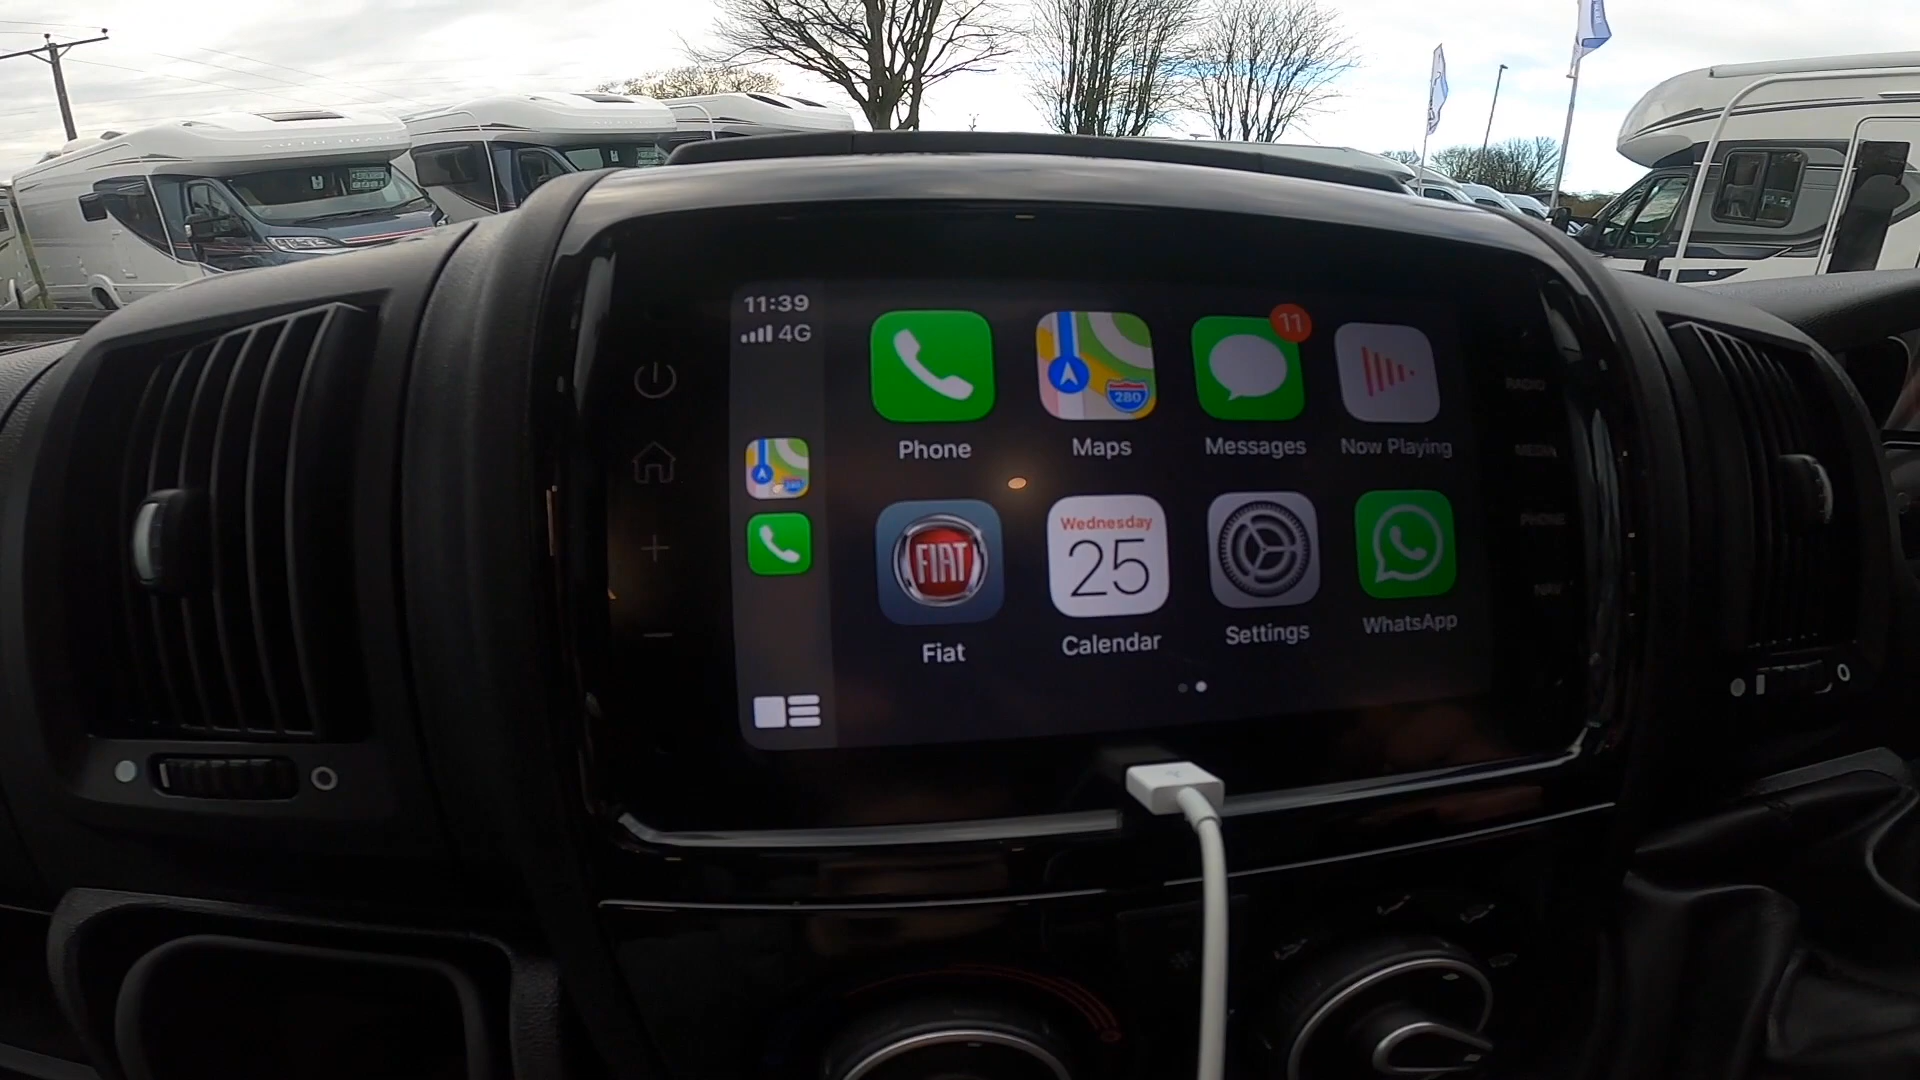 11:39
4G
280
11
Phone
Maps
Messages
Now Playing
FIAT
Wednesday
25
Fiat
Calendar
Settings
WhatsApp
RADIO
MEDIA
PHONE
NAV